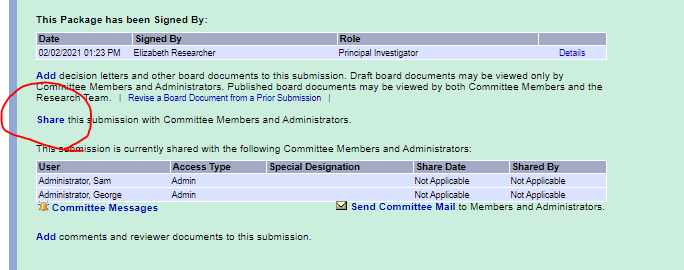 This Package has been Signed By:
Date Signed By Role
02/02/2021 01:23 PM Elizabeth Researcher Principal Investigator Details
Add decision letters and other board documents to this submission. Draft board documents may be viewed only by
Committee Members and Administrators. Published board documents may be viewed by both Committee Members and the
Research Team. | Revise a Board Document from a Prior Submission |
Share this submission with Committee Members and Administrators.
This submission is currently shared with the following Committee Members and Administrators:
User Access Type Special Designation Share Date Shared By
Administrator, Sam Admin Not Applicable Not Applicable
Administrator, George Admin Not Applicable Not Applicable
Committee Messages Send Committee Mail to Members and Administrators.
Add comments and reviewer documents to this submission.